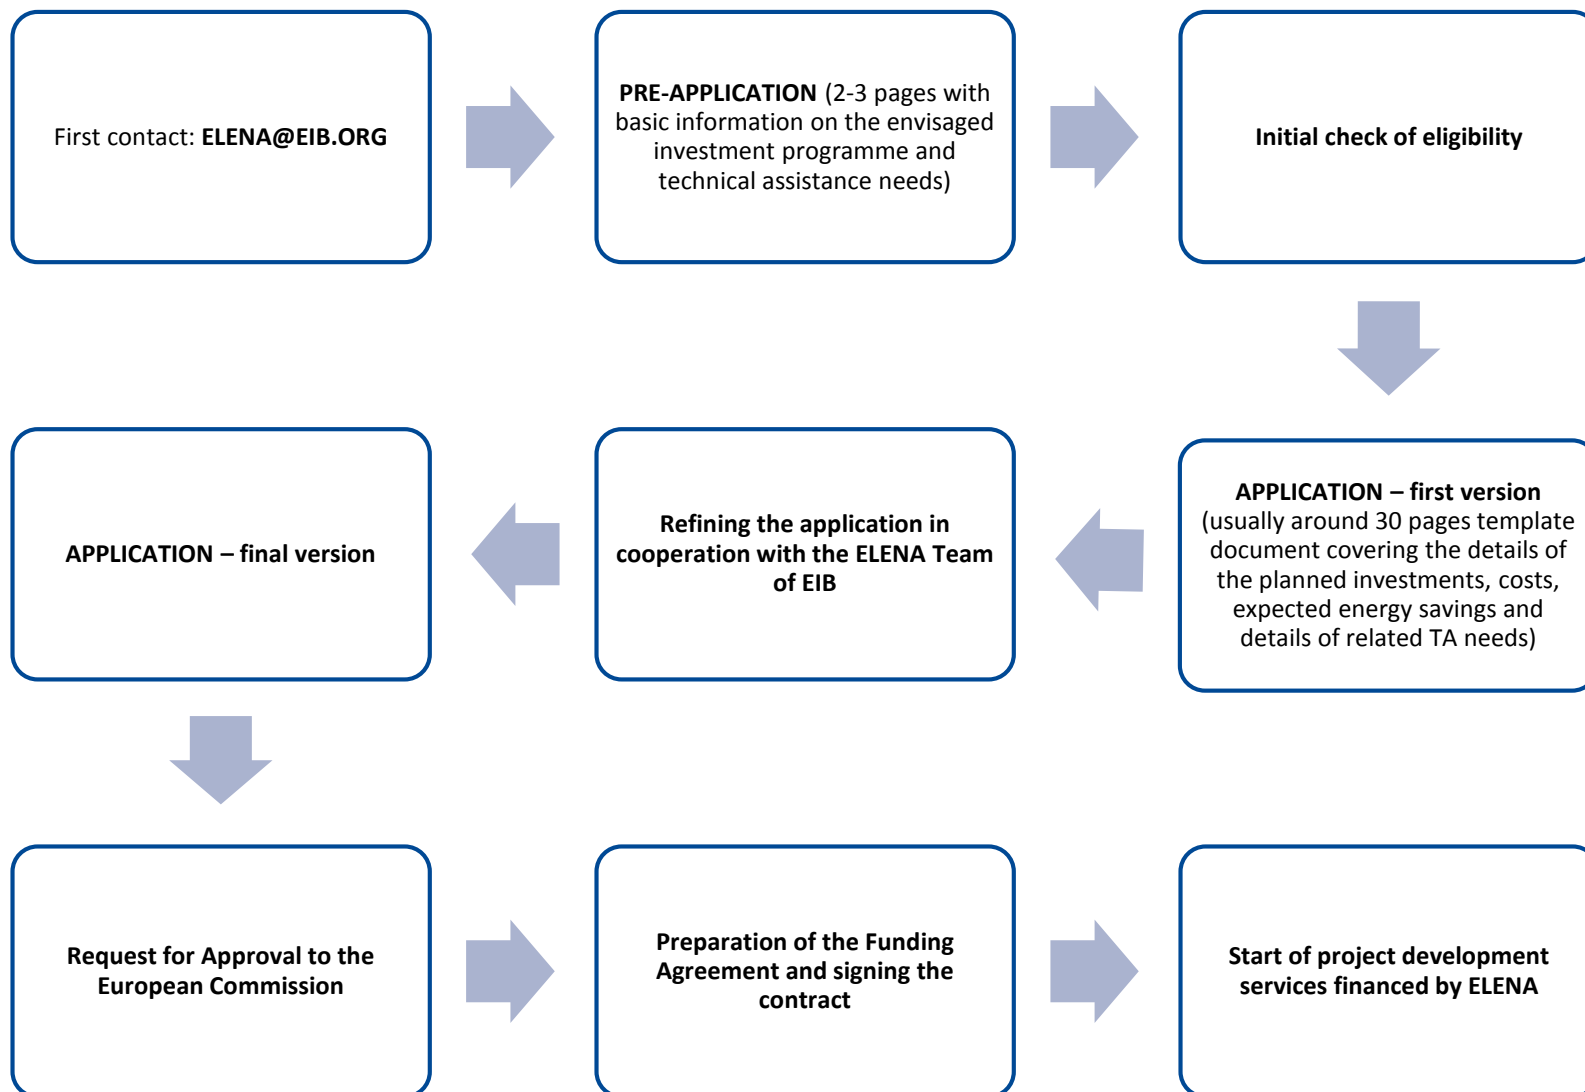 First contact: ELENA@EIB.ORG
PRE-APPLICATION (2-3 pages with
basic information on the envisaged
investment programme and
technical assistance needs)
Initial check of eligibility
APPLICATION – first version
(usually around 30 pages template
document covering the details of
the planned investments, costs,
expected energy savings and
details of related TA needs)
Refining the application in
cooperation with the ELENA Team
of EIB
APPLICATION – final version
Request for Approval to the
European Commission
Preparation of the Funding
Agreement and signing the
contract
Start of project development
services financed by ELENA